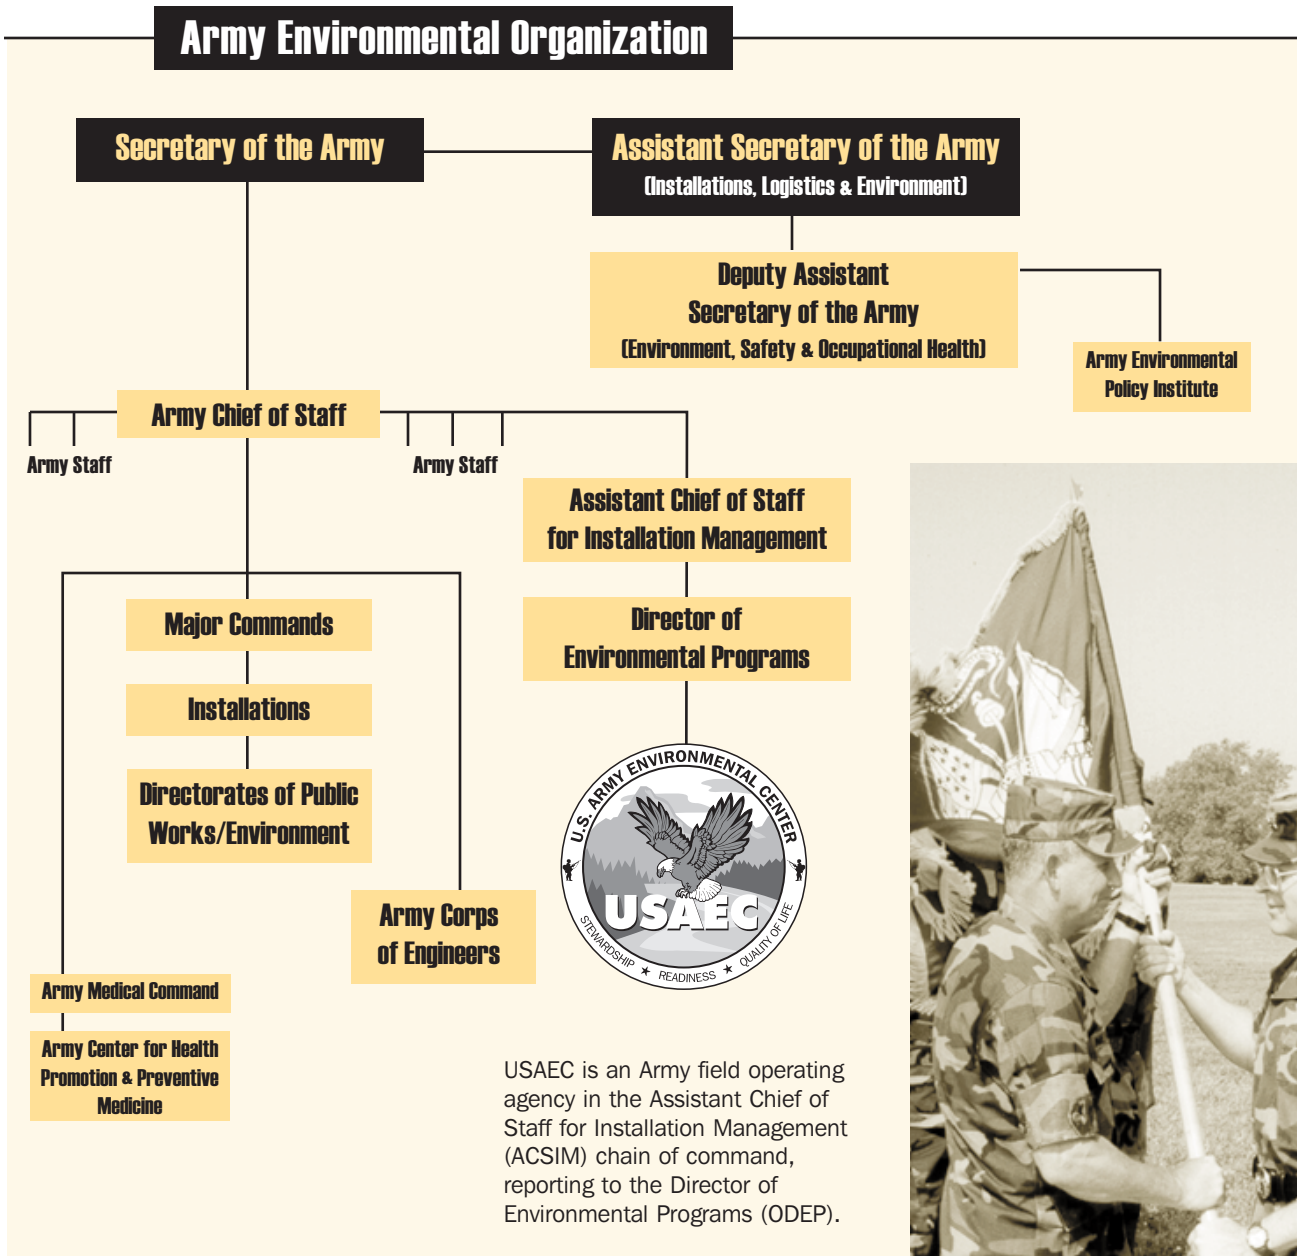 Army Environmental Organization
Secretary of the Army
Assistant Secretary of the Army
(Installations, Logistics & Environment)
Deputy Assistant
Secretary of the Army
(Environment, Safety & Occupational Health)
Army Environmental
Policy Institute
Army Chief of Staff
Army Staff
Army Staff
Assistant Chief of Staff
for Installation Management
Director of
Environmental Programs
Major Commands
Installations
Directorates of Public
Works/Environment
Army Corps
of Engineers
Army Medical Command
Army Center for Health
Promotion & Preventive
Medicine
U.S. ARMY ENVIRONMENTAL CENTER
USAEC
STEWARDSHIP ★ READINESS ★ QUALITY OF LIFE
USAEC is an Army field operating
agency in the Assistant Chief of
Staff for Installation Management
(ACSIM) chain of command,
reporting to the Director of
Environmental Programs (ODEP).